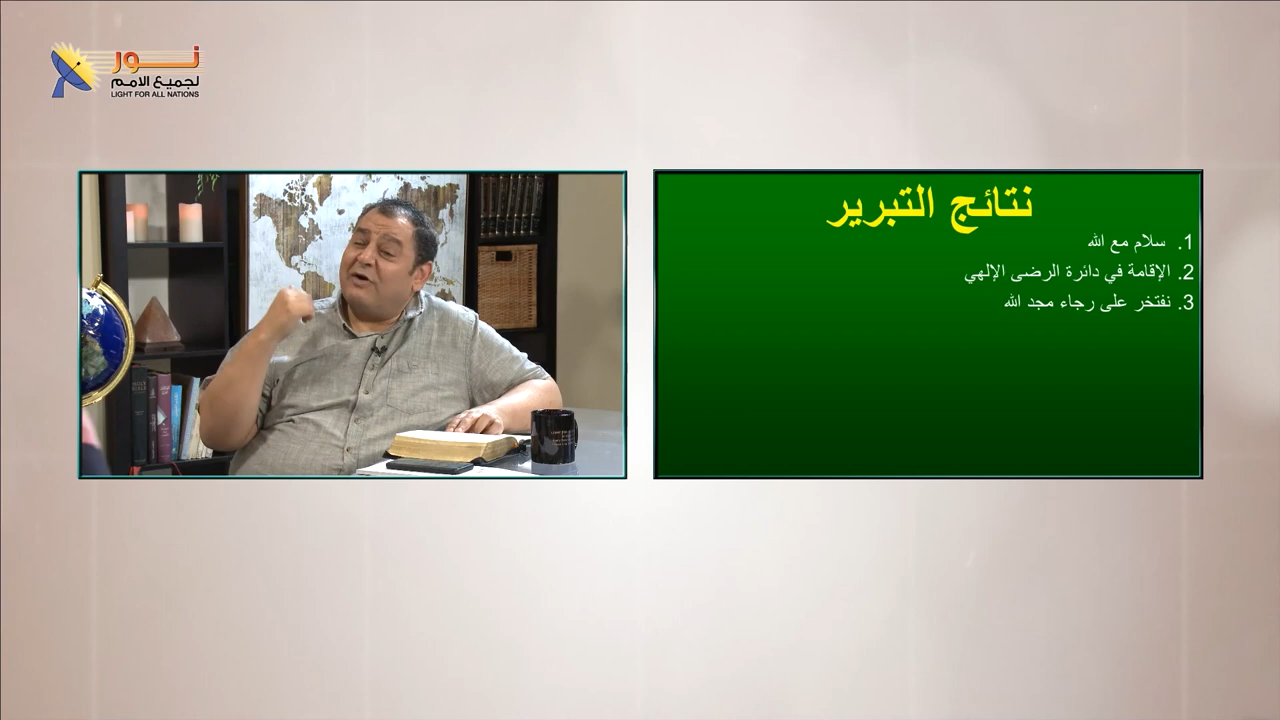 نور
لجميع الامم
LIGHT FOR ALL NATIONS
نتائج التبرير
1. سلام مع الله
2. الإقامة في دائرة الرضى الإلهي
3. نفتخر على رجاء مجد الله